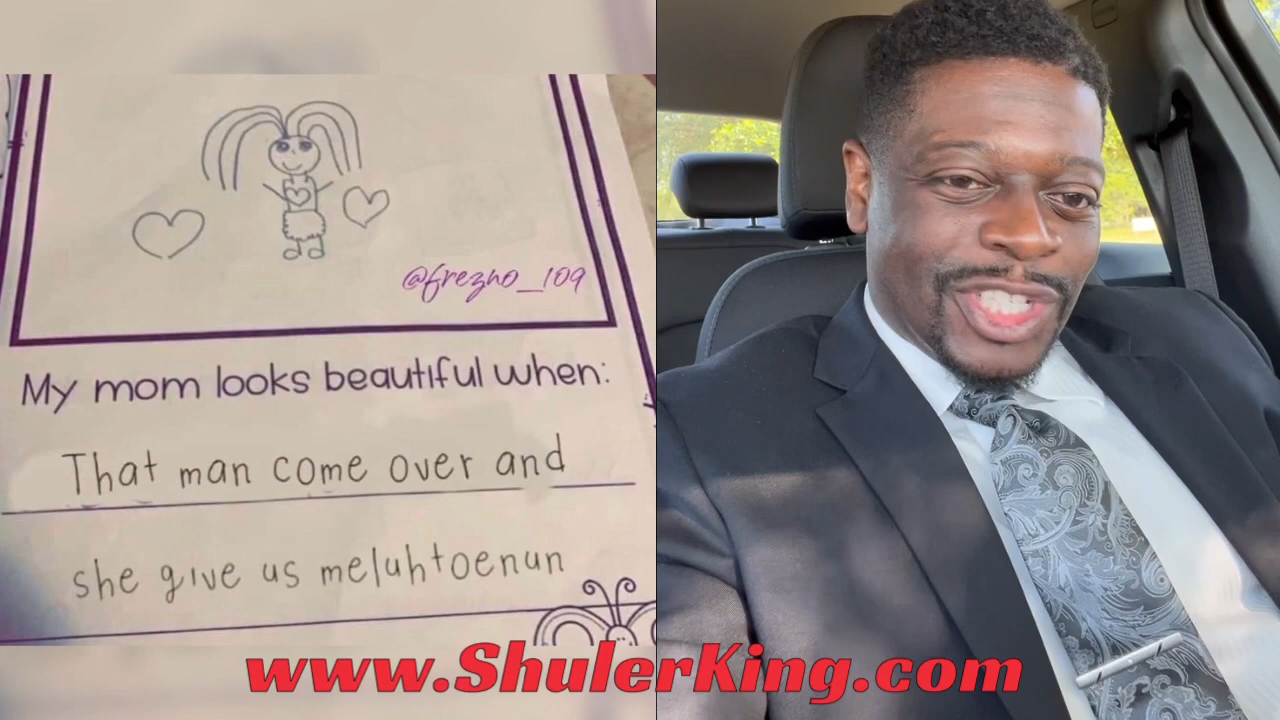 @frezno_109
My mom looks beautiful when:
That man come over and
she give us meluhtoenun
www.ShulerKing.com